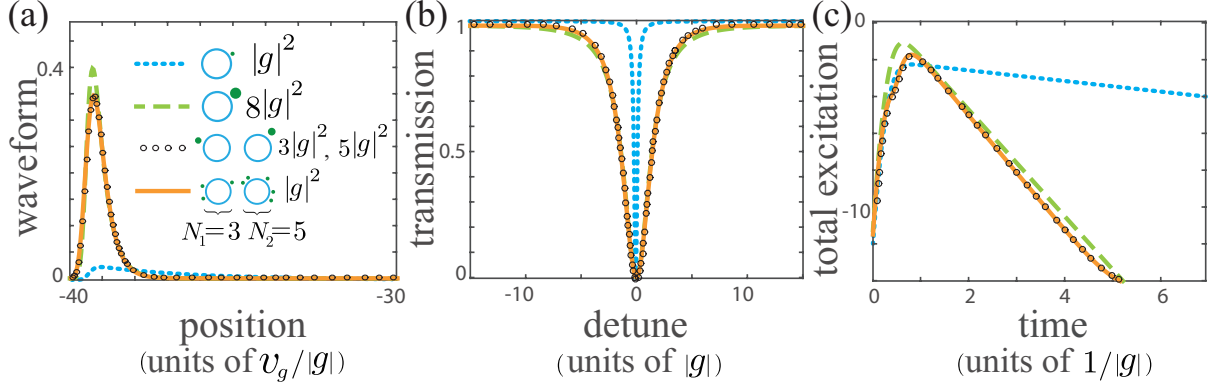 (a)
waveform
0.4
0
-40
-30
position
(units of v_g/|g|)
|g|²
8|g|²
3|g|², 5|g|²
|g|²
N₁=3 N₂=5
(b)
transmission
1
0.5
0
-10
0
10
detune
(units of |g|)
(c)
total excitation
0
-10
0
2
4
6
time
(units of 1/|g|)